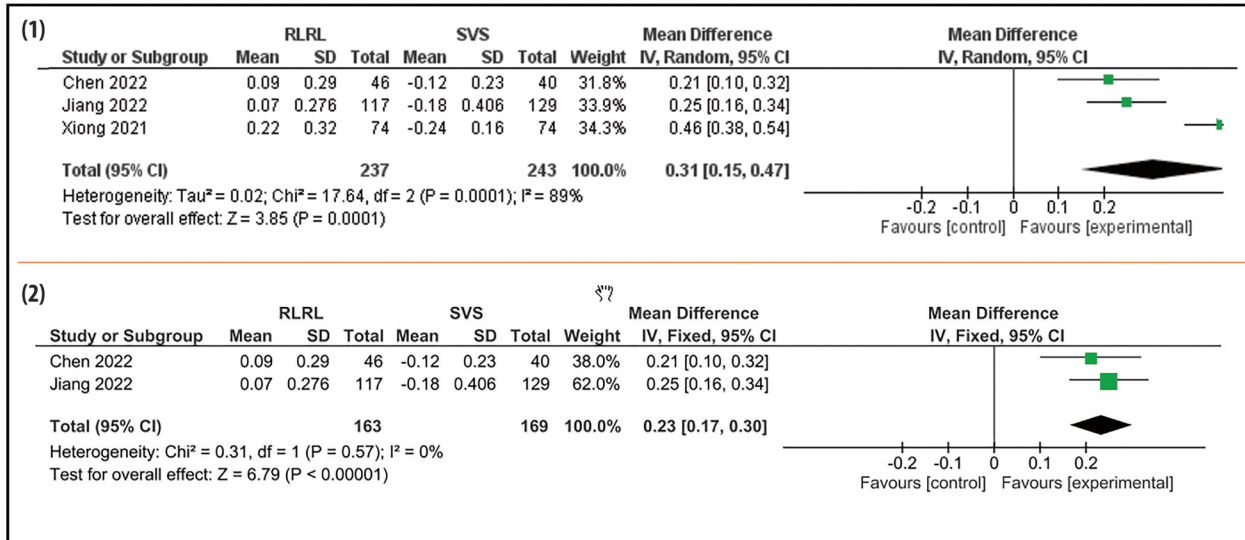 (1)
RLRL SVS Mean Difference Mean Difference
Study or Subgroup Mean SD Total Mean SD Total Weight IV, Random, 95% CI IV, Random, 95% CI
Chen 2022 0.09 0.29 46 -0.12 0.23 40 31.8% 0.21 [0.10, 0.32]
Jiang 2022 0.07 0.276 117 -0.18 0.406 129 33.9% 0.25 [0.16, 0.34]
Xiong 2021 0.22 0.32 74 -0.24 0.16 74 34.3% 0.46 [0.38, 0.54]
Total (95% CI) 237 243 100.0% 0.31 [0.15, 0.47]
Heterogeneity: Tau² = 0.02; Chi² = 17.64, df = 2 (P = 0.0001); I² = 89%
Test for overall effect: Z = 3.85 (P = 0.0001)
-0.2 -0.1 0 0.1 0.2
Favours [control] Favours [experimental]
(2)
RLRL SVS Mean Difference Mean Difference
Study or Subgroup Mean SD Total Mean SD Total Weight IV, Fixed, 95% CI IV, Fixed, 95% CI
Chen 2022 0.09 0.29 46 -0.12 0.23 40 38.0% 0.21 [0.10, 0.32]
Jiang 2022 0.07 0.276 117 -0.18 0.406 129 62.0% 0.25 [0.16, 0.34]
Total (95% CI) 163 169 100.0% 0.23 [0.17, 0.30]
Heterogeneity: Chi² = 0.31, df = 1 (P = 0.57); I² = 0%
Test for overall effect: Z = 6.79 (P < 0.00001)
-0.2 -0.1 0 0.1 0.2
Favours [control] Favours [experimental]